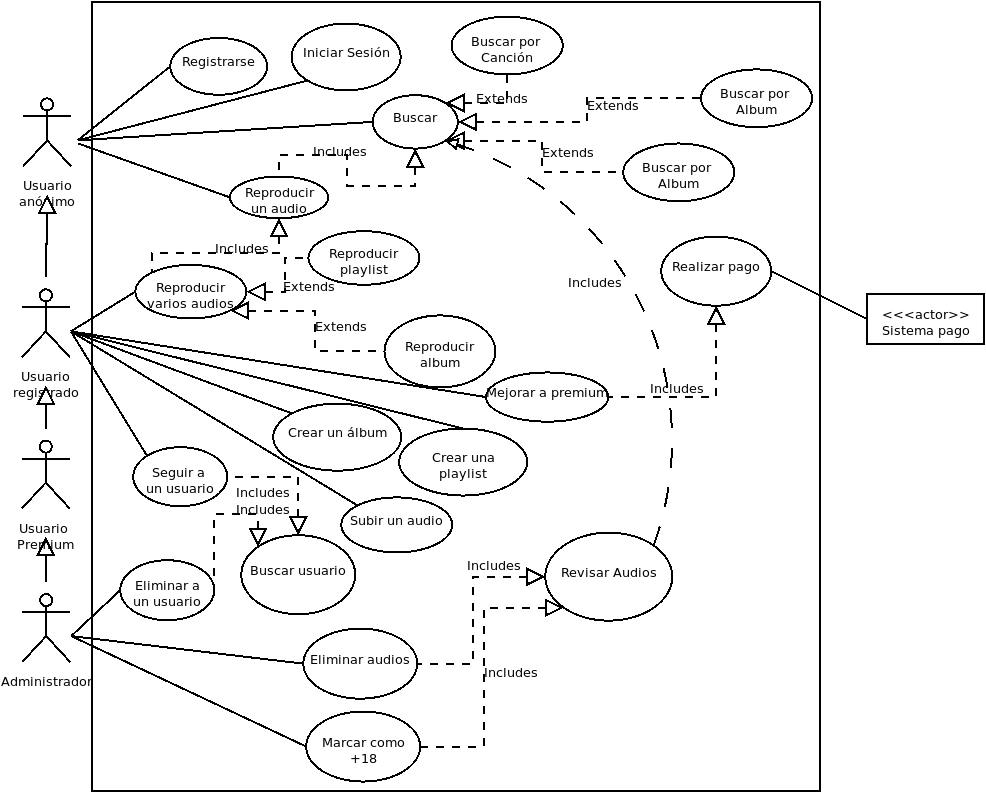 Registrarse
Iniciar Sesión
Buscar por
Canción
Buscar por
Album
Extends
Extends
Buscar
Extends
Includes
Buscar por
Album
Usuario
anónimo
Reproducir
un audio
Includes
Reproducir
playlist
Realizar pago
Includes
Extends
Reproducir
varios audios
<<<actor>>
Sistema pago
Extends
Reproducir
album
Usuario
registrado
Mejorar a premium
Includes
Crear un álbum
Crear una
playlist
Seguir a
un usuario
Includes
Includes
Subir un audio
Usuario
Premium
Buscar usuario
Includes
Revisar Audios
Eliminar a
un usuario
Eliminar audios
Includes
Administrador
Marcar como
+18